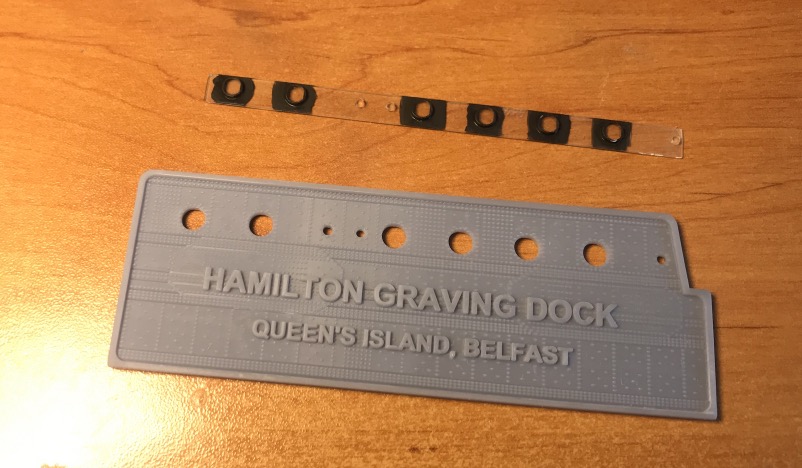 HAMILTON GRAVING DOCK
QUEEN'S ISLAND, BELFAST